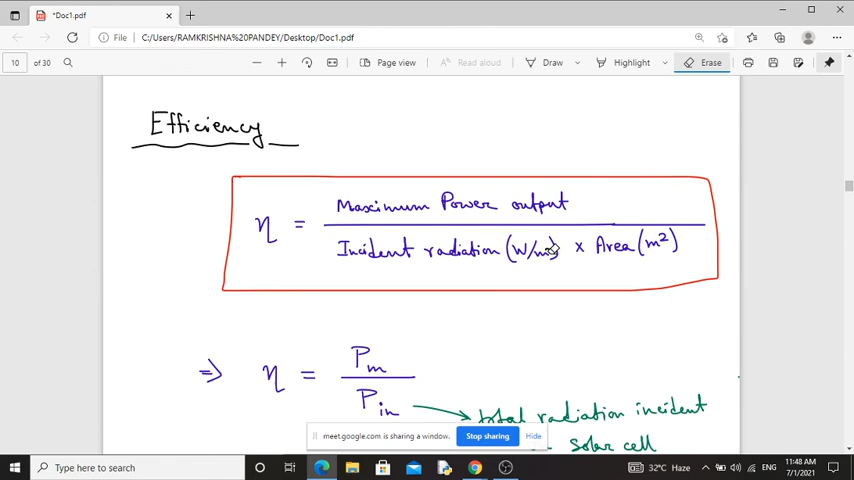 *Doc1.pdf
File
C:/Users/RAMKRISHNA%20PANDEY/Desktop/Doc1.pdf
10 of 30
Page view
Read aloud
Draw
Highlight
Erase
Efficiency
η = Maximum Power output
Incident radiation (W/m) × Area (m²)
⇒ η = Pm
Pin
total radiation incident
solar cell
meet.google.com is sharing a window.
Stop sharing
Hide
Type here to search
32°C Haze
ENG
11:48 AM
7/1/2021